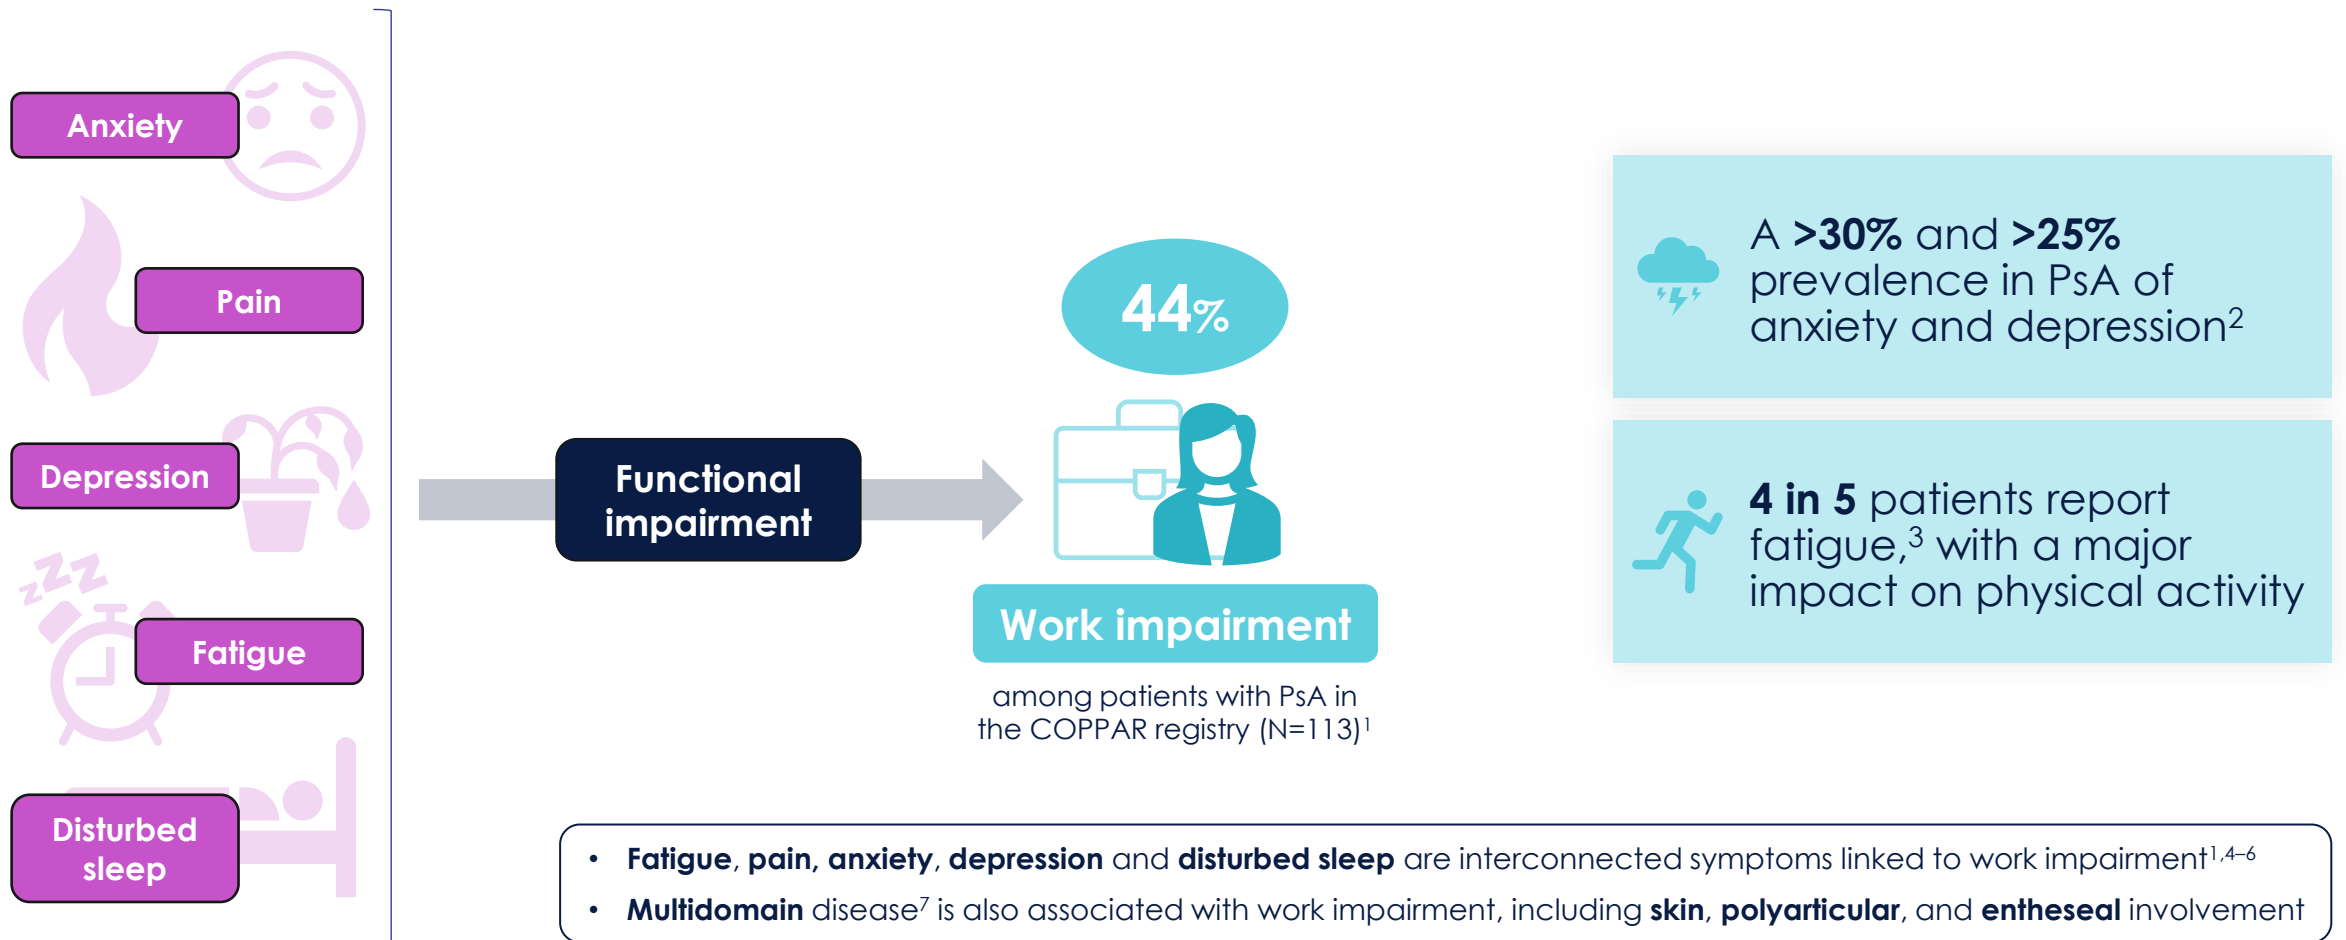 Anxiety
Pain
Depression
zzz
Fatigue
Disturbed
sleep
Functional
impairment
44%
Work impairment
among patients with PsA in
the COPPAR registry (N=113)¹
A >30% and >25%
prevalence in PsA of
anxiety and depression²
4 in 5 patients report
fatigue,³ with a major
impact on physical activity
• Fatigue, pain, anxiety, depression and disturbed sleep are interconnected symptoms linked to work impairment¹,⁴–⁶
• Multidomain disease⁷ is also associated with work impairment, including skin, polyarticular, and entheseal involvement